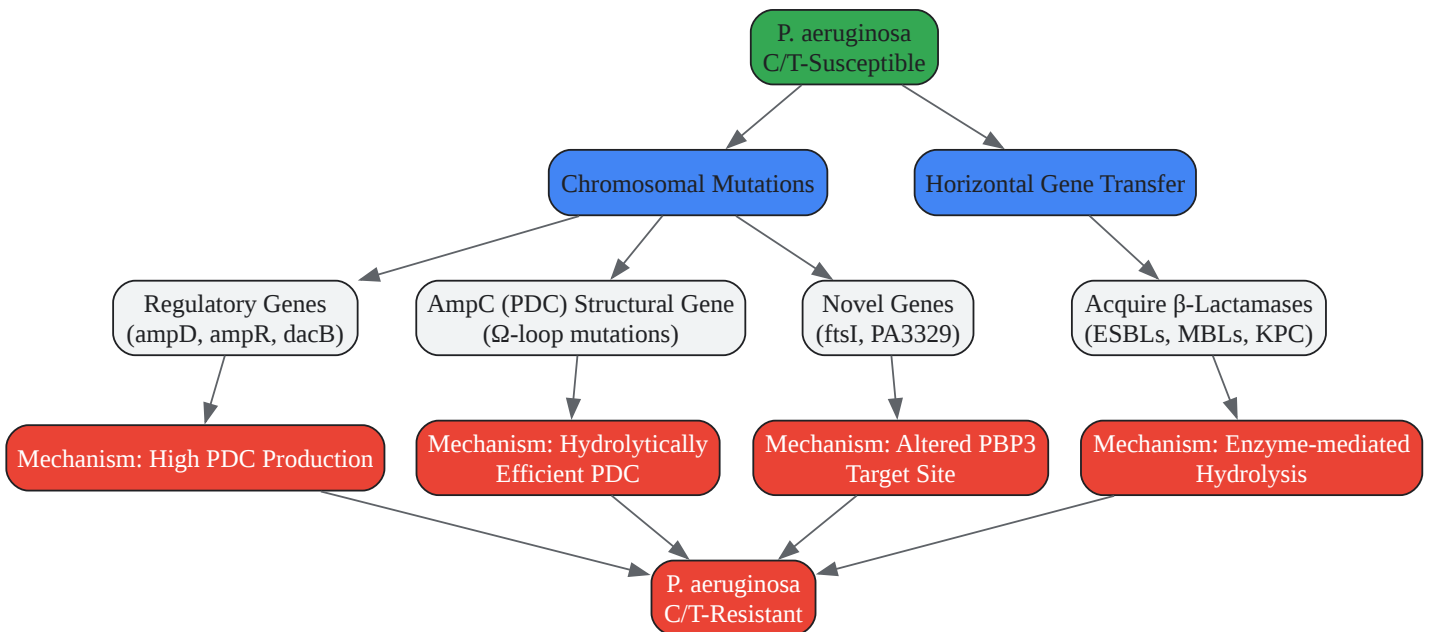 P. aeruginosa
C/T-Susceptible
Chromosomal Mutations
Horizontal Gene Transfer
Regulatory Genes
(ampD, ampR, dacB)
AmpC (PDC) Structural Gene
(Ω-loop mutations)
Novel Genes
(ftsI, PA3329)
Acquire β-Lactamases
(ESBLs, MBLs, KPC)
Mechanism: High PDC Production
Mechanism: Hydrolytically
Efficient PDC
Mechanism: Altered PBP3
Target Site
Mechanism: Enzyme-mediated
Hydrolysis
P. aeruginosa
C/T-Resistant